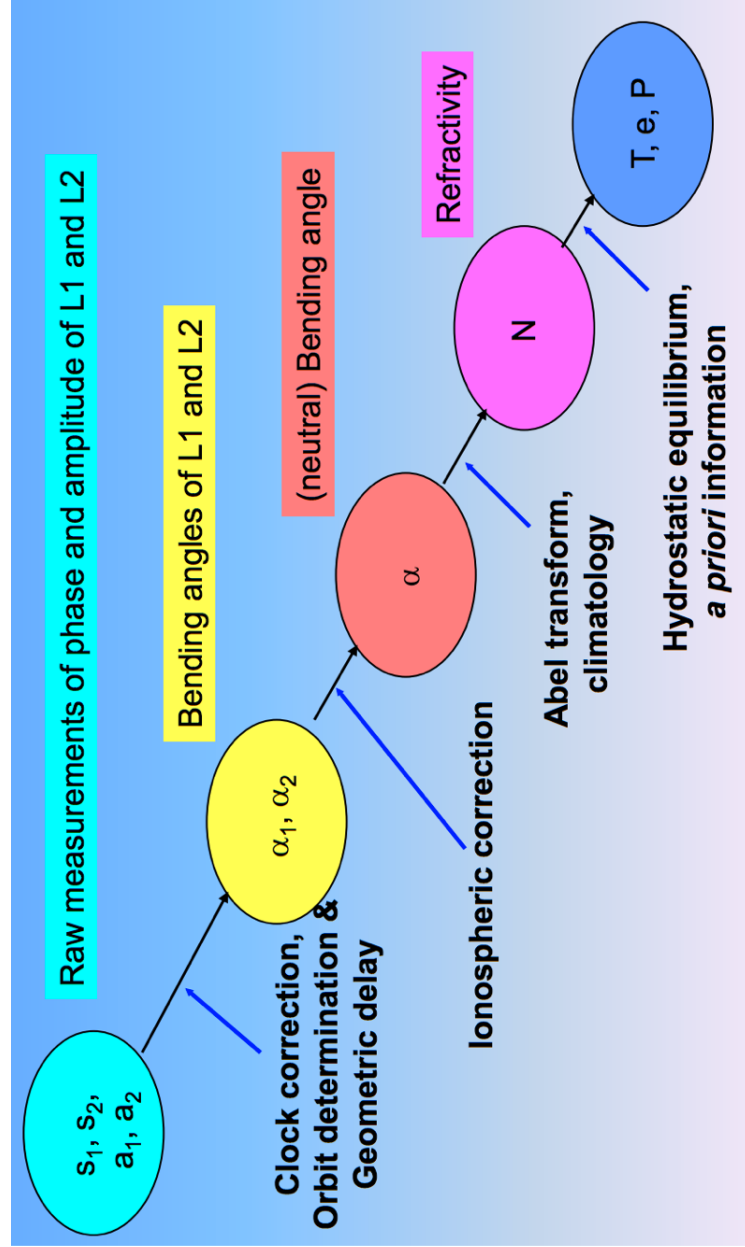 s₁, s₂,
a₁, a₂
Raw measurements of phase and amplitude of L1 and L2
Clock correction,
Orbit determination &
Geometric delay
α₁, α₂
Bending angles of L1 and L2
Ionospheric correction
α
(neutral) Bending angle
Abel transform,
climatology
N
Refractivity
Hydrostatic equilibrium,
a priori information
T, e, P